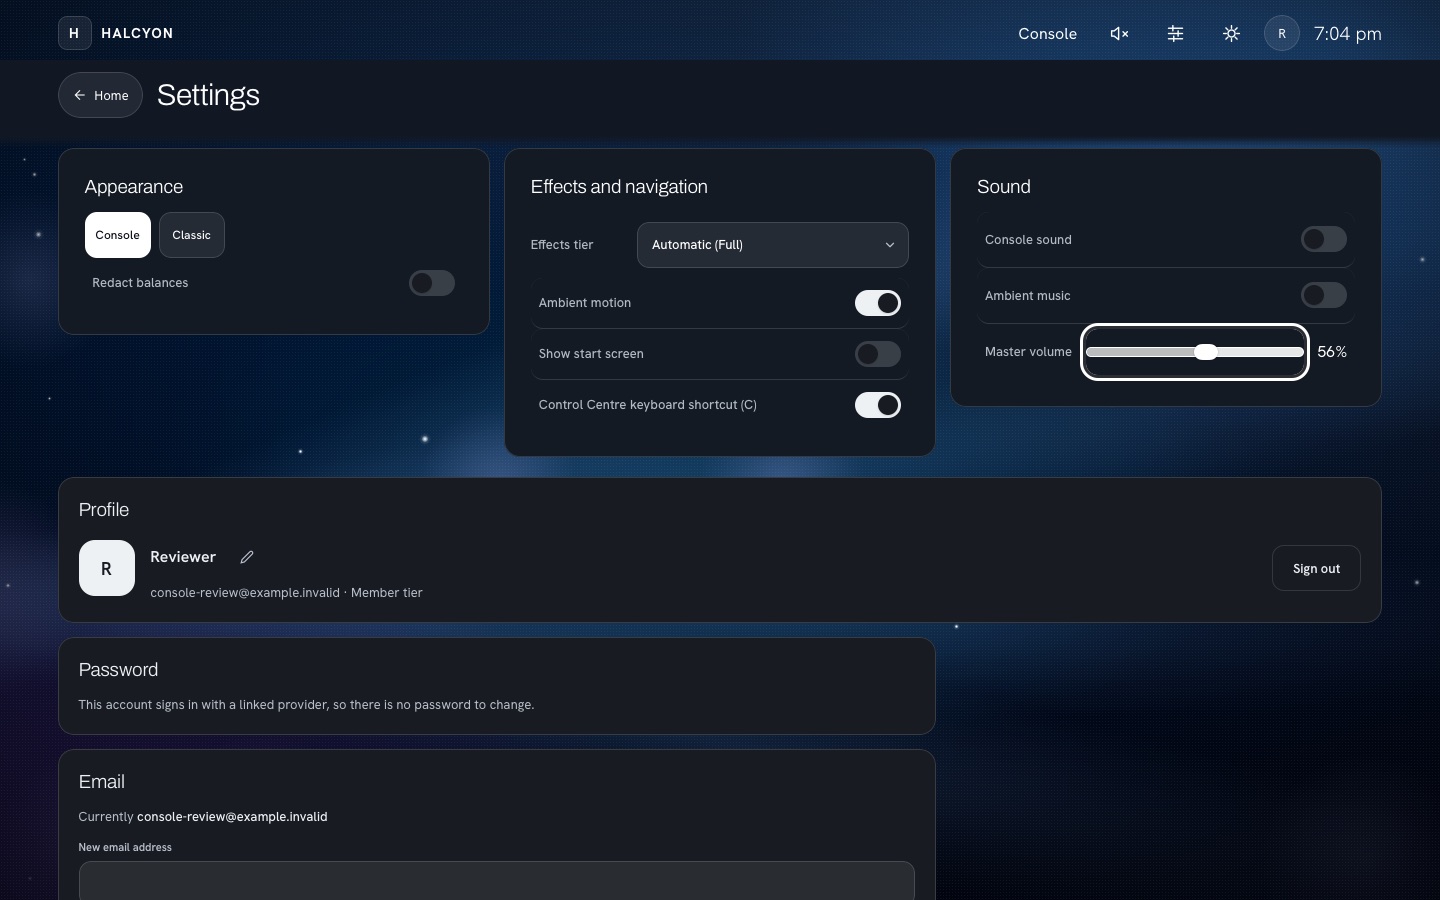 H HALCYON
Console
R
7:04 pm
Home
Settings
Appearance
Console
Classic
Redact balances
Effects and navigation
Effects tier
Automatic (Full)
Ambient motion
Show start screen
Control Centre keyboard shortcut (C)
Sound
Console sound
Ambient music
Master volume
56%
Profile
R
Reviewer
console-review@example.invalid · Member tier
Sign out
Password
This account signs in with a linked provider, so there is no password to change.
Email
Currently console-review@example.invalid
New email address